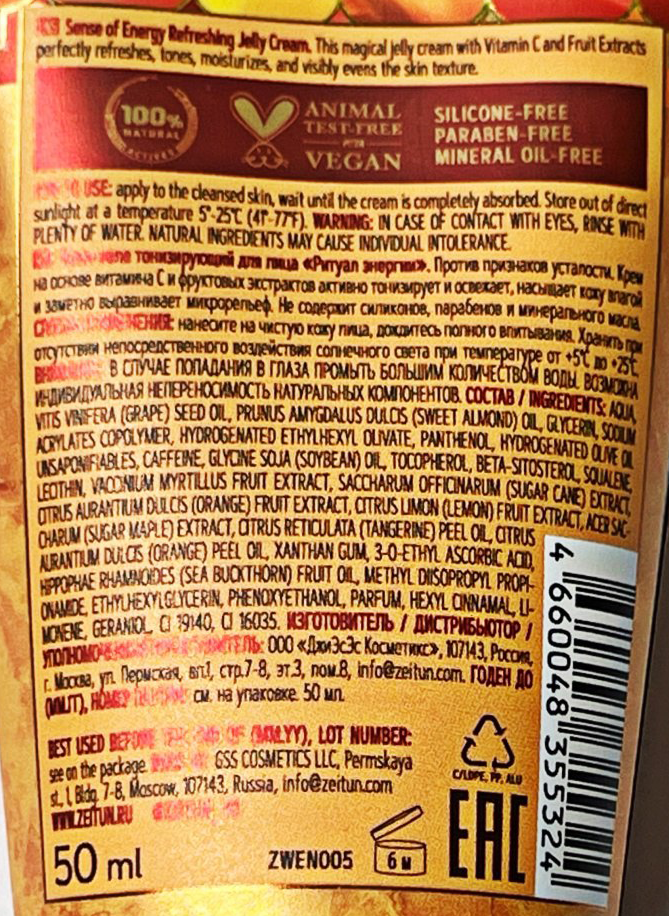 Sense of Energy Refreshing Jelly Cream. This magical jelly cream with Vitamin C and Fruit Extracts
perfectly refreshes, tones, moisturizes, and visibly evens the skin texture.
100%
NATURAL
ACTIVES
ANIMAL
TEST-FREE
VEGAN
SILICONE-FREE
PARABEN-FREE
MINERAL OIL-FREE
USE: apply to the cleansed skin, wait until the cream is completely absorbed. Store out of direct
sunlight at a temperature 5°-25°C (41°-77°F). WARNING: IN CASE OF CONTACT WITH EYES, RINSE WITH
PLENTY OF WATER. NATURAL INGREDIENTS MAY CAUSE INDIVIDUAL INTOLERANCE.
тонизирующий для лица «Ритуал энергии». Против признаков усталости. Крем
на основе витамина С и фруктовых экстрактов активно тонизирует и освежает, насыщает кожу влагой
и заметно выравнивает микрорельеф. Не содержит силиконов, парабенов и минерального масла.
нанесите на чистую кожу лица, дождитесь полного впитывания. Хранить при
отсутствии непосредственного воздействия солнечного света при температуре от +5°С до +25°С.
В СЛУЧАЕ ПОПАДАНИЯ В ГЛАЗА ПРОМЫТЬ БОЛЬШИМ КОЛИЧЕСТВОМ ВОДЫ. ВОЗМОЖНА
ИНДИВИДУАЛЬНАЯ НЕПЕРЕНОСИМОСТЬ НАТУРАЛЬНЫХ КОМПОНЕНТОВ. СОСТАВ / INGREDIENTS: AQUA,
VITIS VINIFERA (GRAPE) SEED OIL, PRUNUS AMYGDALUS DULCIS (SWEET ALMOND) OIL, GLYCERIN, SODIUM
ACRYLATES COPOLYMER, HYDROGENATED ETHYLHEXYL OLIVATE, PANTHENOL, HYDROGENATED OLIVE OIL
UNSAPONIFIABLES, CAFFEINE, GLYCINE SOJA (SOYBEAN) OIL, TOCOPHEROL, BETA-SITOSTEROL, SQUALENE,
LECITHIN, VACCINIUM MYRTILLUS FRUIT EXTRACT, SACCHARUM OFFICINARUM (SUGAR CANE) EXTRACT,
CITRUS AURANTIUM DULCIS (ORANGE) FRUIT EXTRACT, CITRUS LIMON (LEMON) FRUIT EXTRACT, ACER SAC-
CHARUM (SUGAR MAPLE) EXTRACT, CITRUS RETICULATA (TANGERINE) PEEL OIL, CITRUS
AURANTIUM DULCIS (ORANGE) PEEL OIL, XANTHAN GUM, 3-O-ETHYL ASCORBIC ACID,
HIPPOPHAE RHAMNOIDES (SEA BUCKTHORN) FRUIT OIL, METHYL DIISOPROPYL PROPI-
ONAMIDE, ETHYLHEXYLGLYCERIN, PHENOXYETHANOL, PARFUM, HEXYL CINNAMAL, LI-
MONENE, GERANIOL, CI 19140, CI 16035. ИЗГОТОВИТЕЛЬ / ДИСТРИБЬЮТОР /
ООО «ДжиЭсЭс Косметикс», 107143, Россия,
г. Москва, ул. Пермская, вл.1, стр.7-8, эт.3, пом.8, info@zeitun.com. ГОДЕН ДО
(MM.ГГ), НОМЕР см. на упаковке. 50 мл.
BEST USED BEFORE THE END OF (MM.YY), LOT NUMBER:
see on the package. GSS COSMETICS LLC, Permskaya
st., 1, Bldg. 7-8, Moscow, 107143, Russia, info@zeitun.com
WWW.ZEITUN.RU
C/LDPE, PP, ALU
EAC
50 ml
ZWEN005
6 M
4 660048 355324